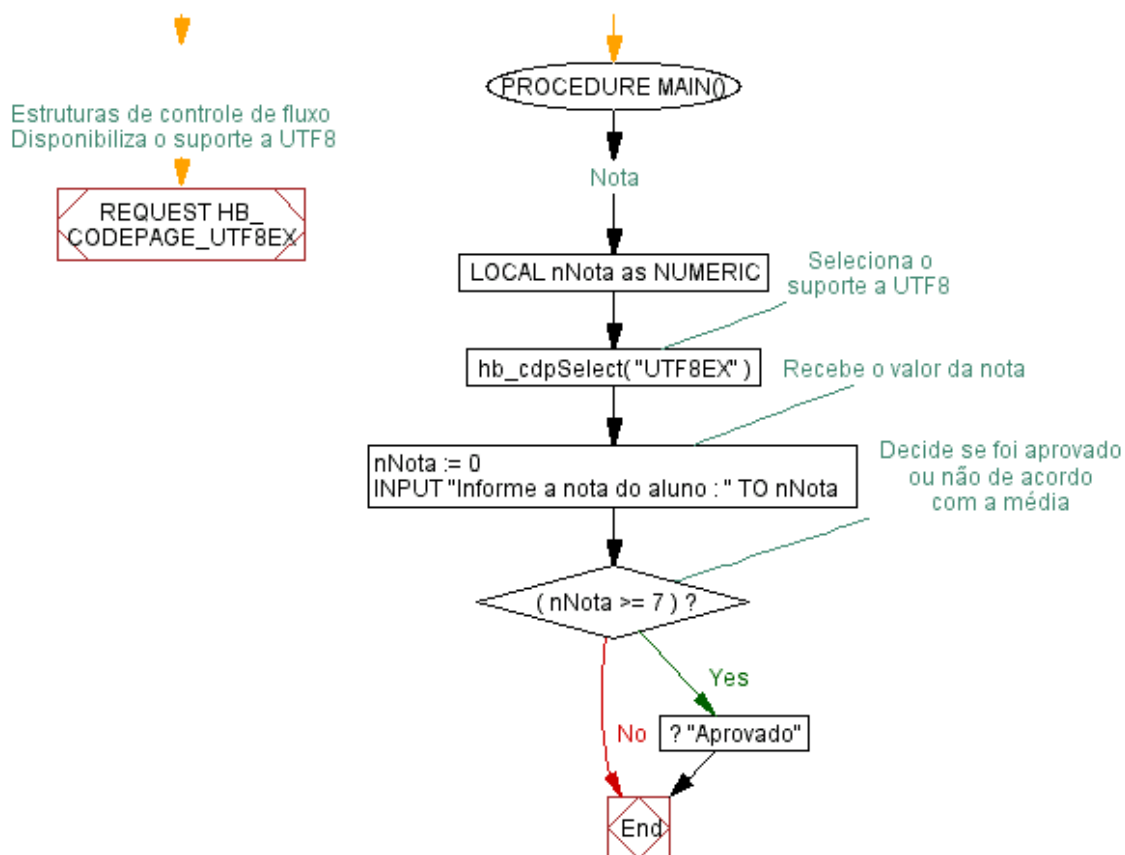 Estruturas de controle de fluxo
Disponibiliza o suporte a UTF8
REQUEST HB_
CODEPAGE_UTF8EX
PROCEDURE MAIN()
Nota
LOCAL nNota as NUMERIC
Seleciona o
suporte a UTF8
hb_cdpSelect( "UTF8EX" )
Recebe o valor da nota
nNota := 0
INPUT "Informe a nota do aluno : " TO nNota
Decide se foi aprovado
ou não de acordo
com a média
( nNota >= 7 ) ?
Yes
No
? "Aprovado"
End